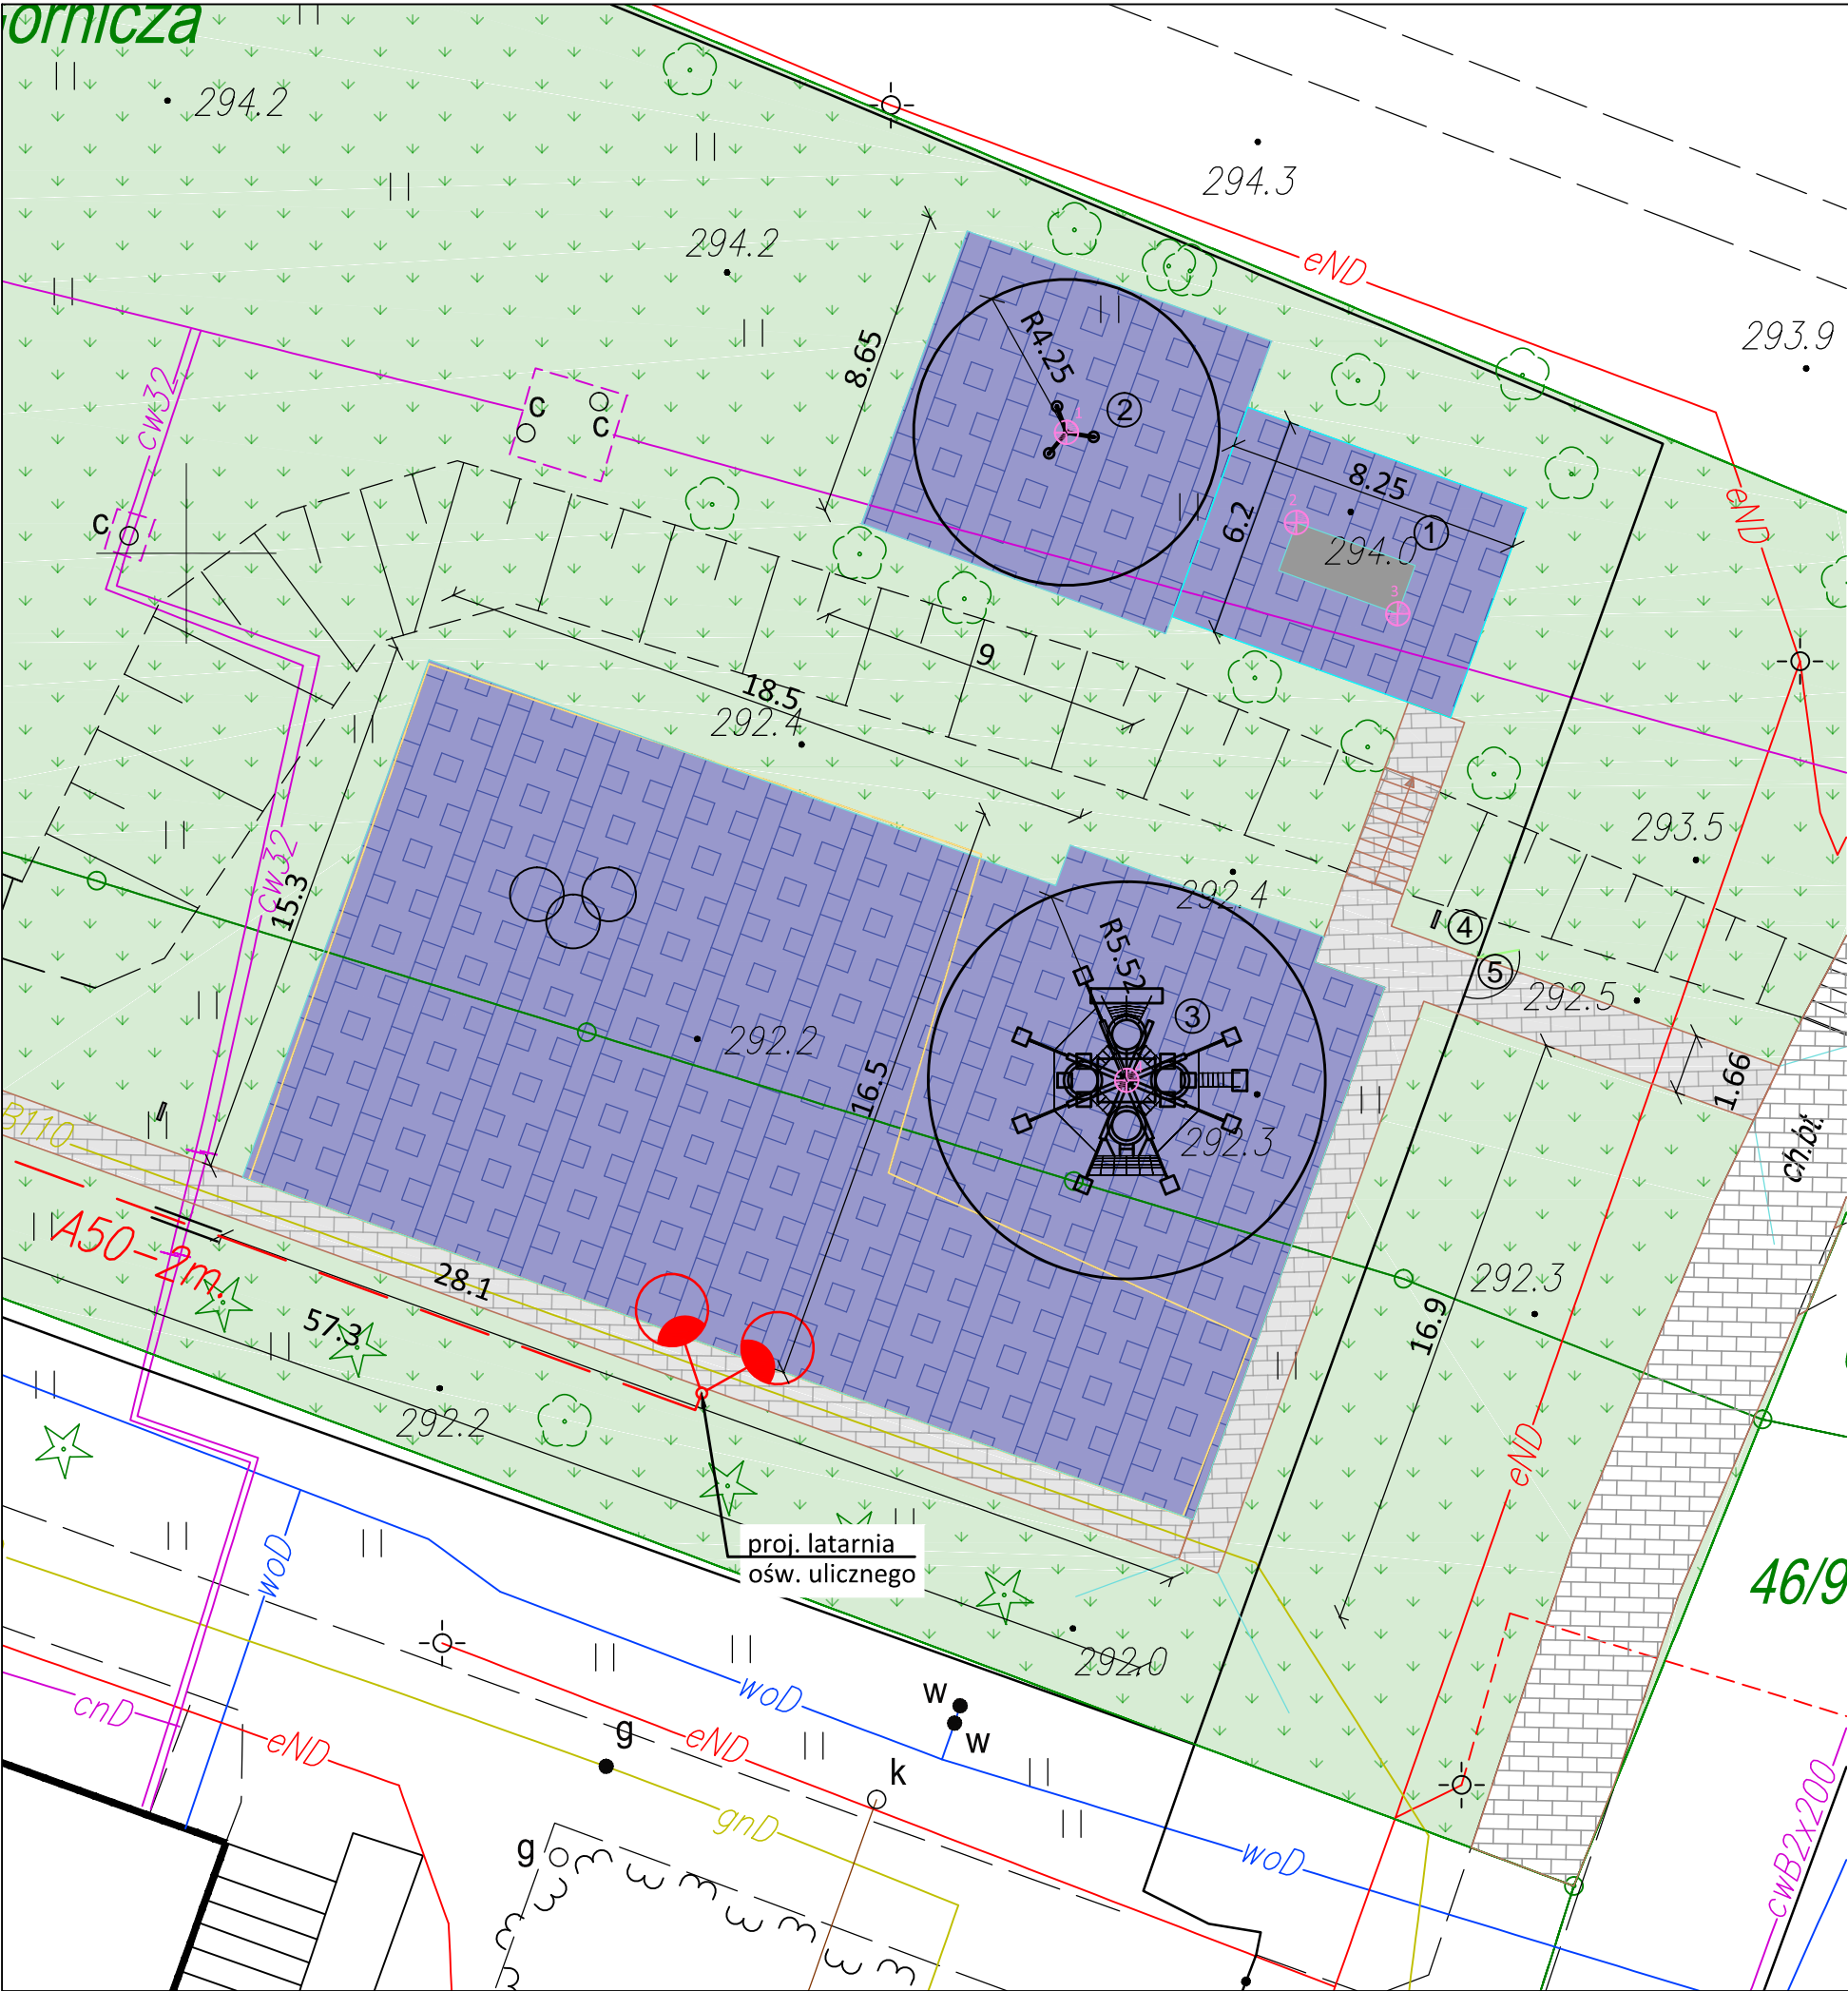 órnicza
294.2
294.3
294.2
eND
293.9
8.65
R4.25
1
②
cw32
c
c
8.25
2
①
eND
6.2
294.0
c
3
9
18.5
292.4
293.5
292.4
cw32
15.3
④
R5.52
⑤
292.5
③
292.2
16.5
1.66
B110
292.3
ch.bt.
A50-2m.
28.1
292.3
57.3
16.9
292.2
eND
proj. latarnia
ośw. ulicznego
woD
46/9
292.0
woD
w
cnD
w
g
eND
eND
k
gnD
cwB2x200
g
woD